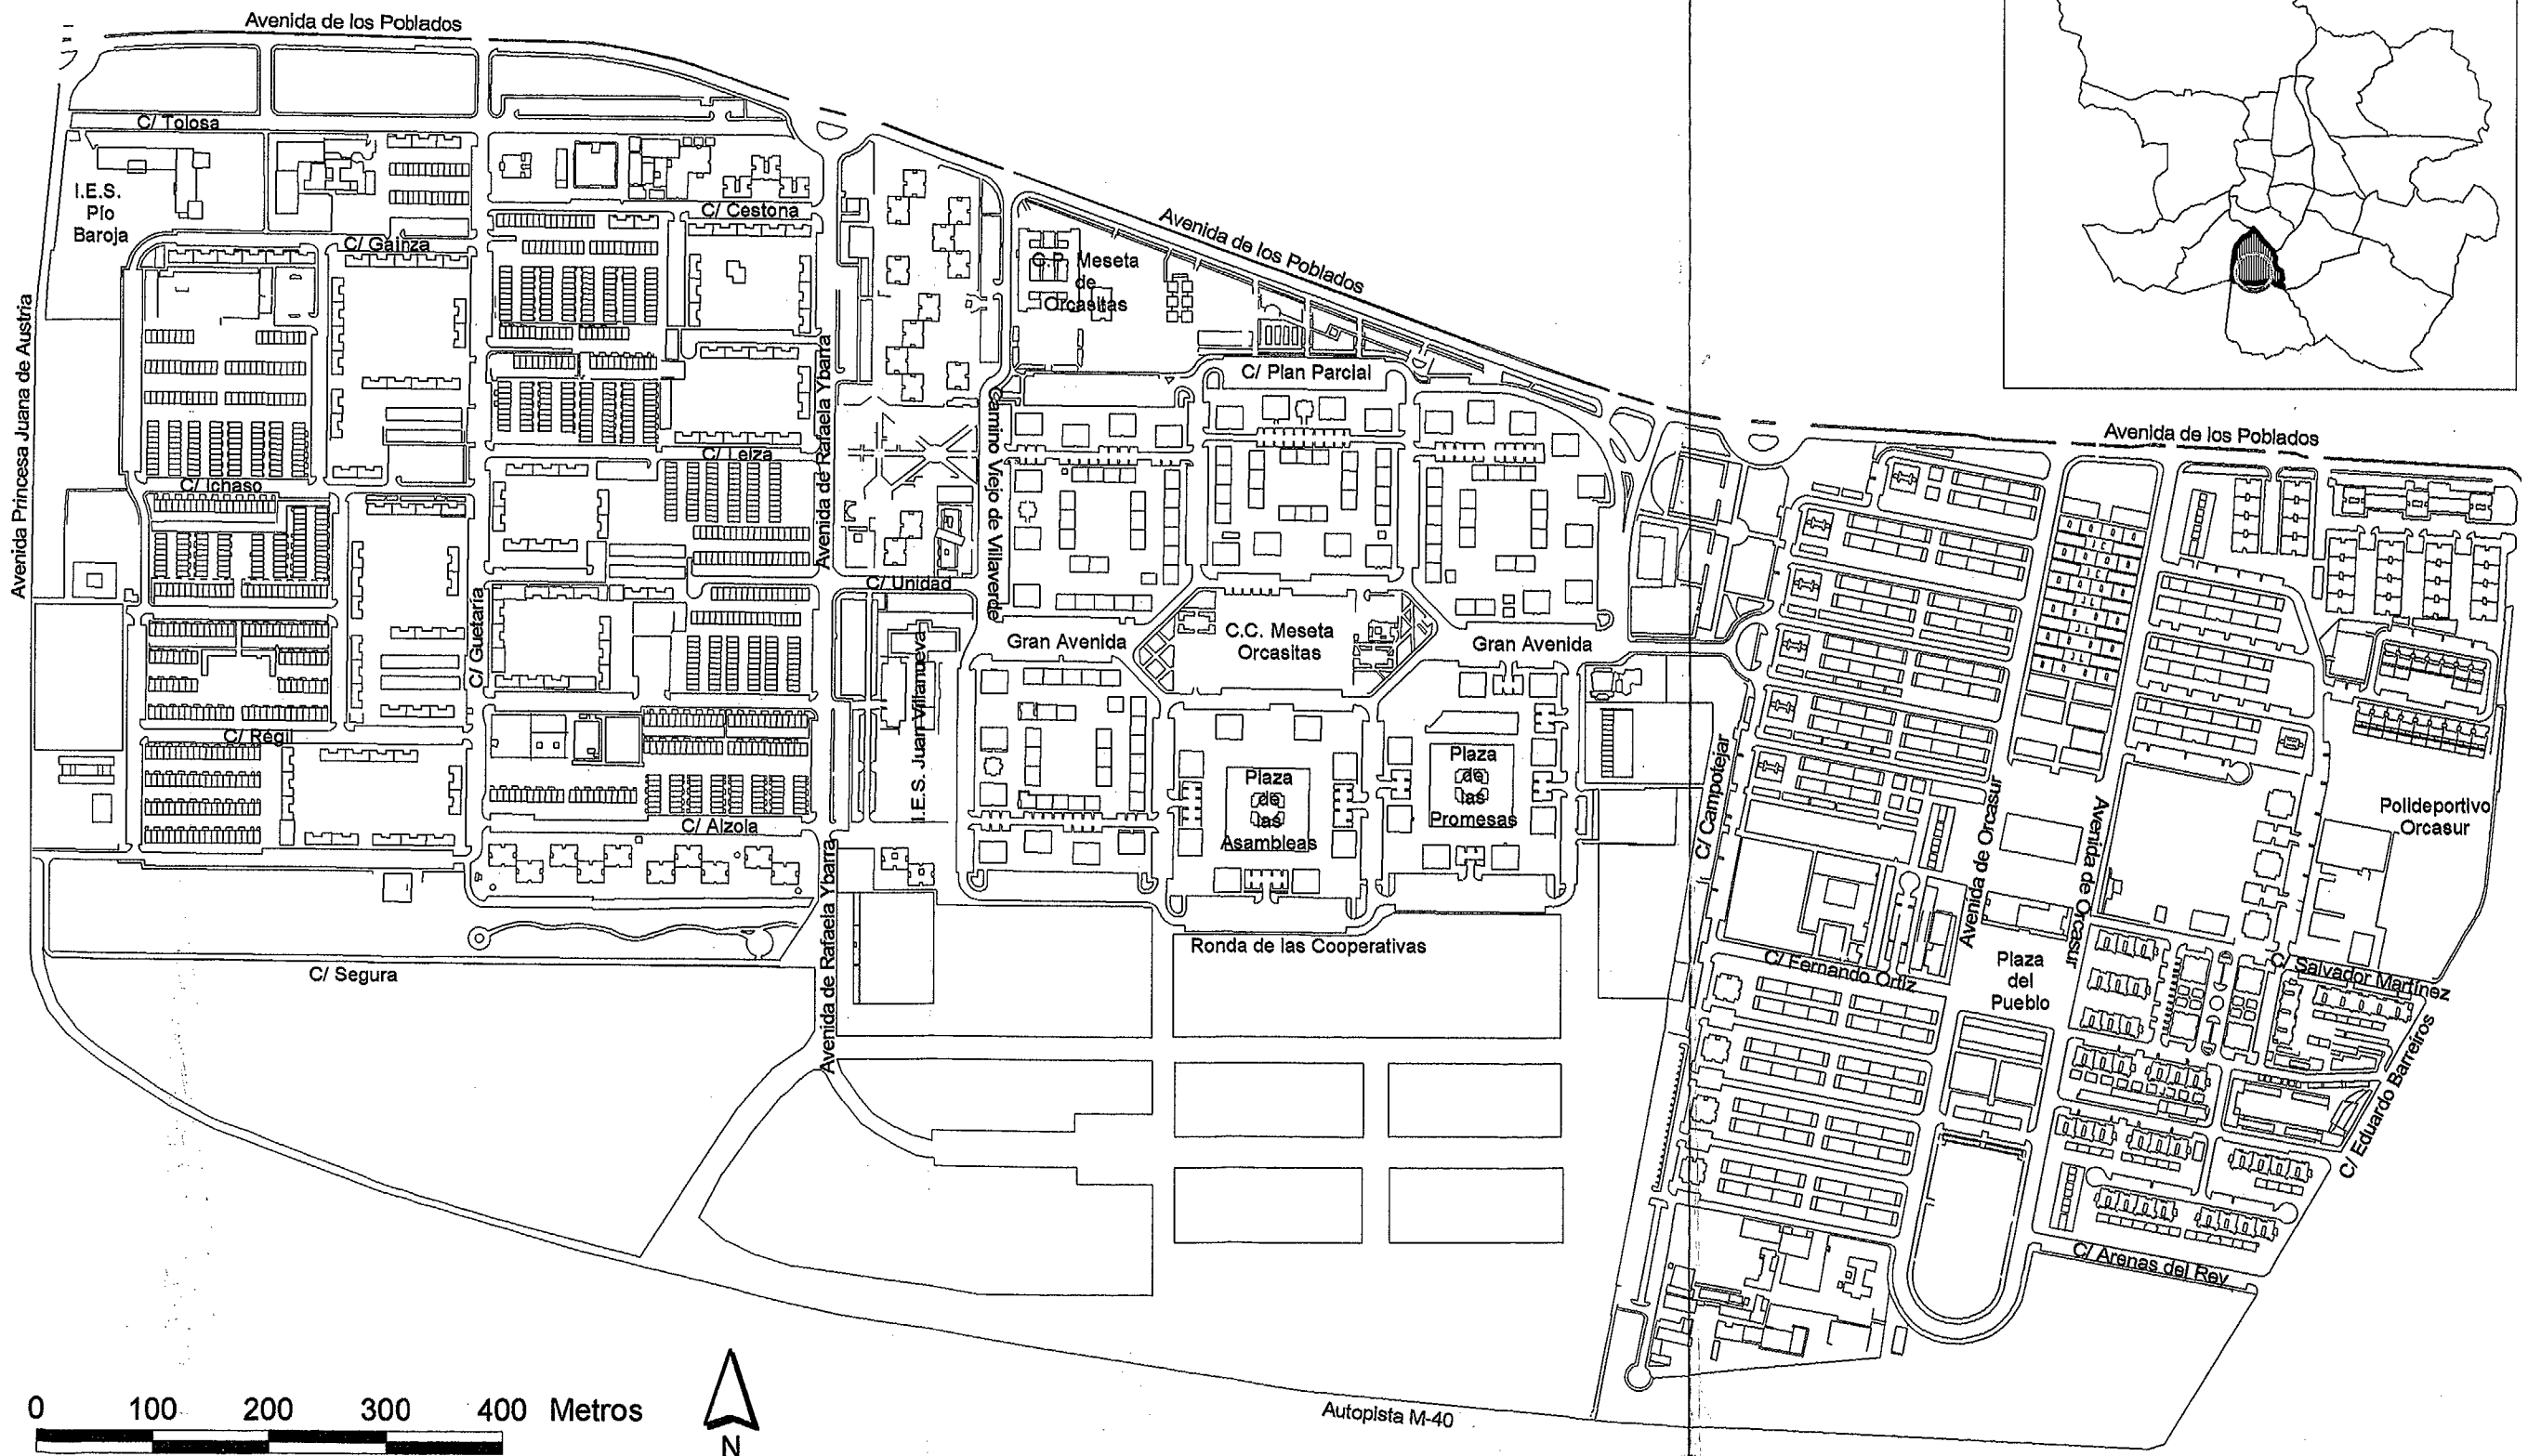 Avenida de los Poblados
C/ Tolosa
I.E.S.
Pío
Baroja
C/ Gainza
C/ Cestona
Avenida de los Poblados
C.P. Meseta
de
Orcasitas
C/ Plan Parcial
Avenida Princesa Juana de Austria
C/ Ichaso
C/ Leiza
Avenida de Rafaela Ybarra
Camino Viejo de Villaverde
Avenida de los Poblados
C/ Guetaria
C/ Unidad
Gran Avenida
C.C. Meseta
Orcasitas
Gran Avenida
C/ Régil
I.E.S. Juan Villanueva
C/ Alzola
Plaza
de
las
Asambleas
Plaza
de
las
Promesas
C/ Campotejar
Avenida de Orcasur
Avenida de Orcasur
Polideportivo
Orcasur
Avenida de Rafaela Ybarra
C/ Segura
Ronda de las Cooperativas
C/ Fernando Ortiz
Plaza
del
Pueblo
C/ Salvador Martínez
C/ Eduardo Barreiros
C/ Arenas del Rey
Autopista M-40
0 100 200 300 400 Metros
N